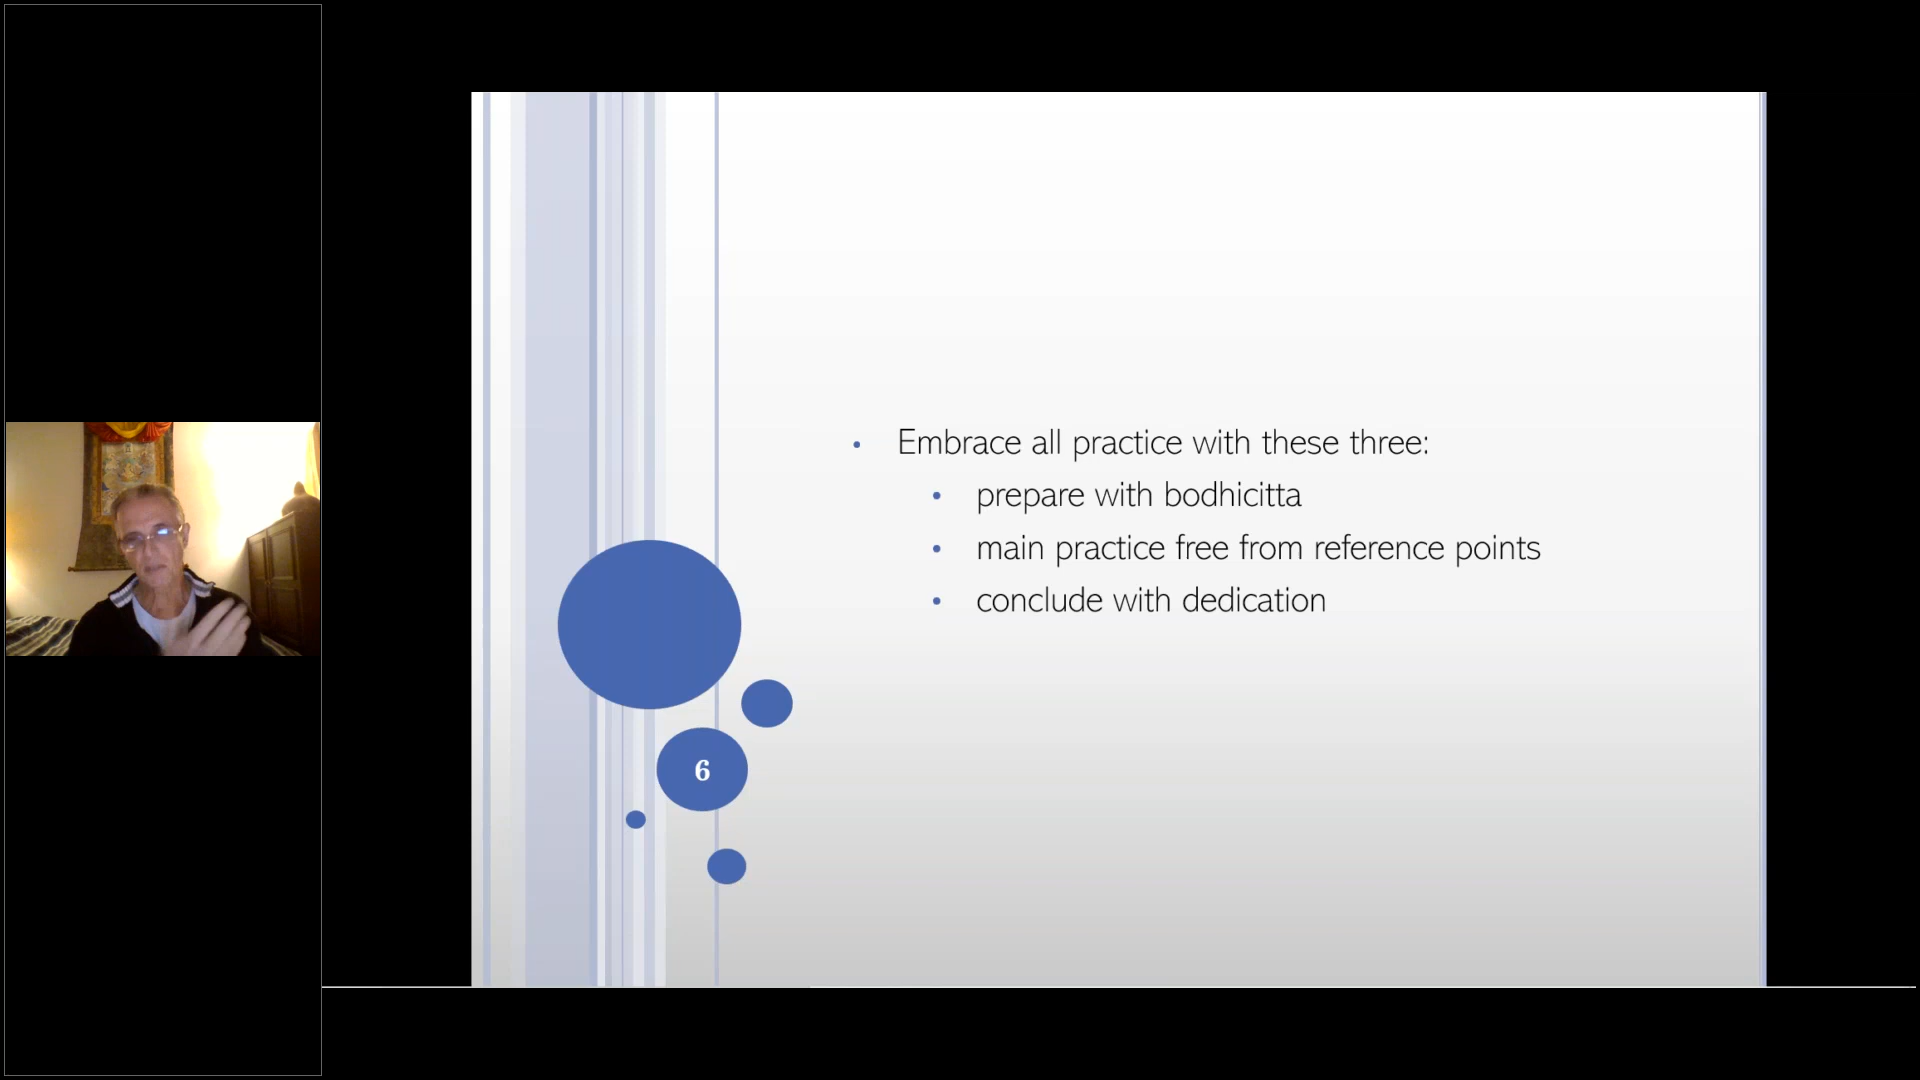 Embrace all practice with these three:
prepare with bodhicitta
main practice free from reference points
conclude with dedication
6